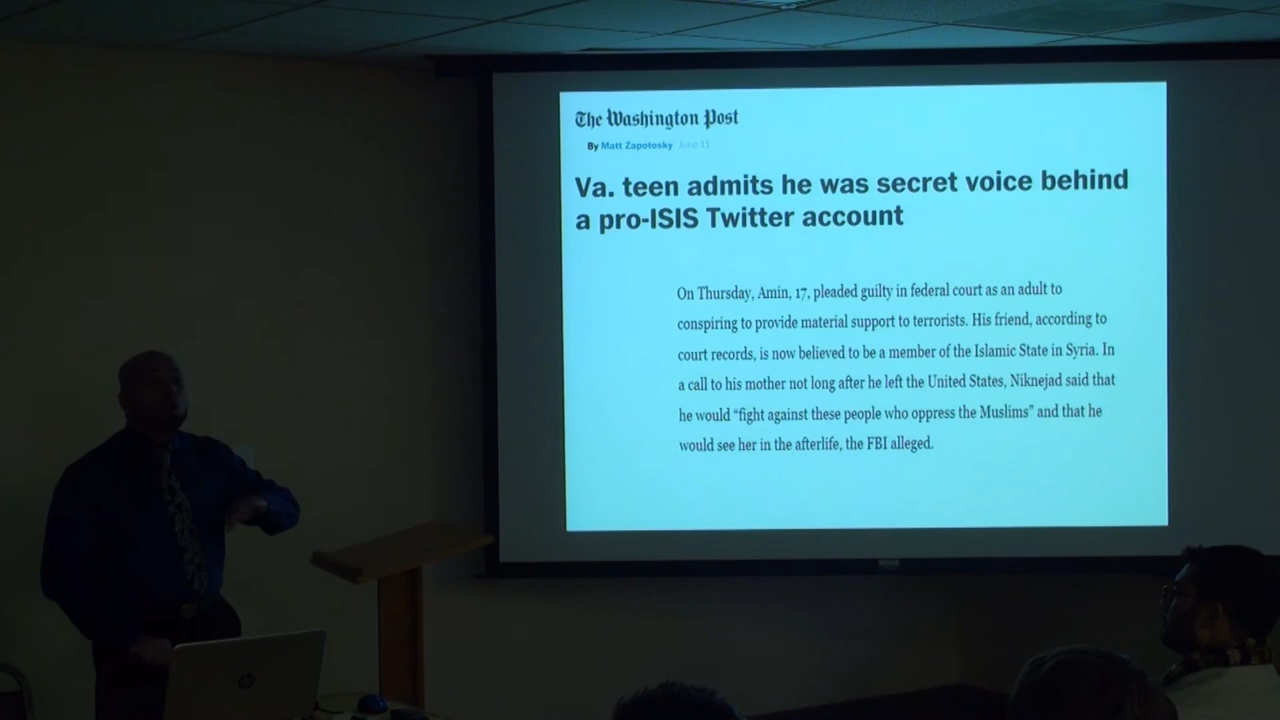 The Washington Post
By Matt Zapotosky June 11
Va. teen admits he was secret voice behind
a pro-ISIS Twitter account
On Thursday, Amin, 17, pleaded guilty in federal court as an adult to
conspiring to provide material support to terrorists. His friend, according to
court records, is now believed to be a member of the Islamic State in Syria. In
a call to his mother not long after he left the United States, Niknejad said that
he would “fight against these people who oppress the Muslims” and that he
would see her in the afterlife, the FBI alleged.
hp